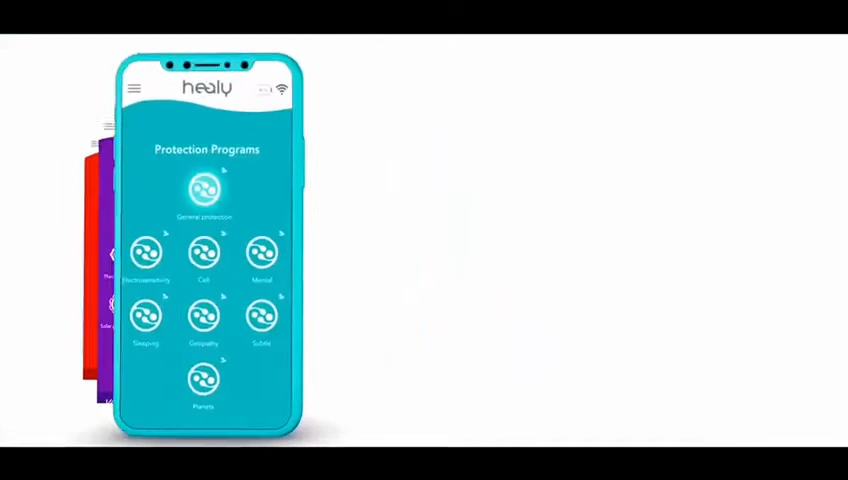 healy
Protection Programs
General protection
Electrosensitivity
Cell
Mental
Sleeping
Geopathy
Subtle
Planets